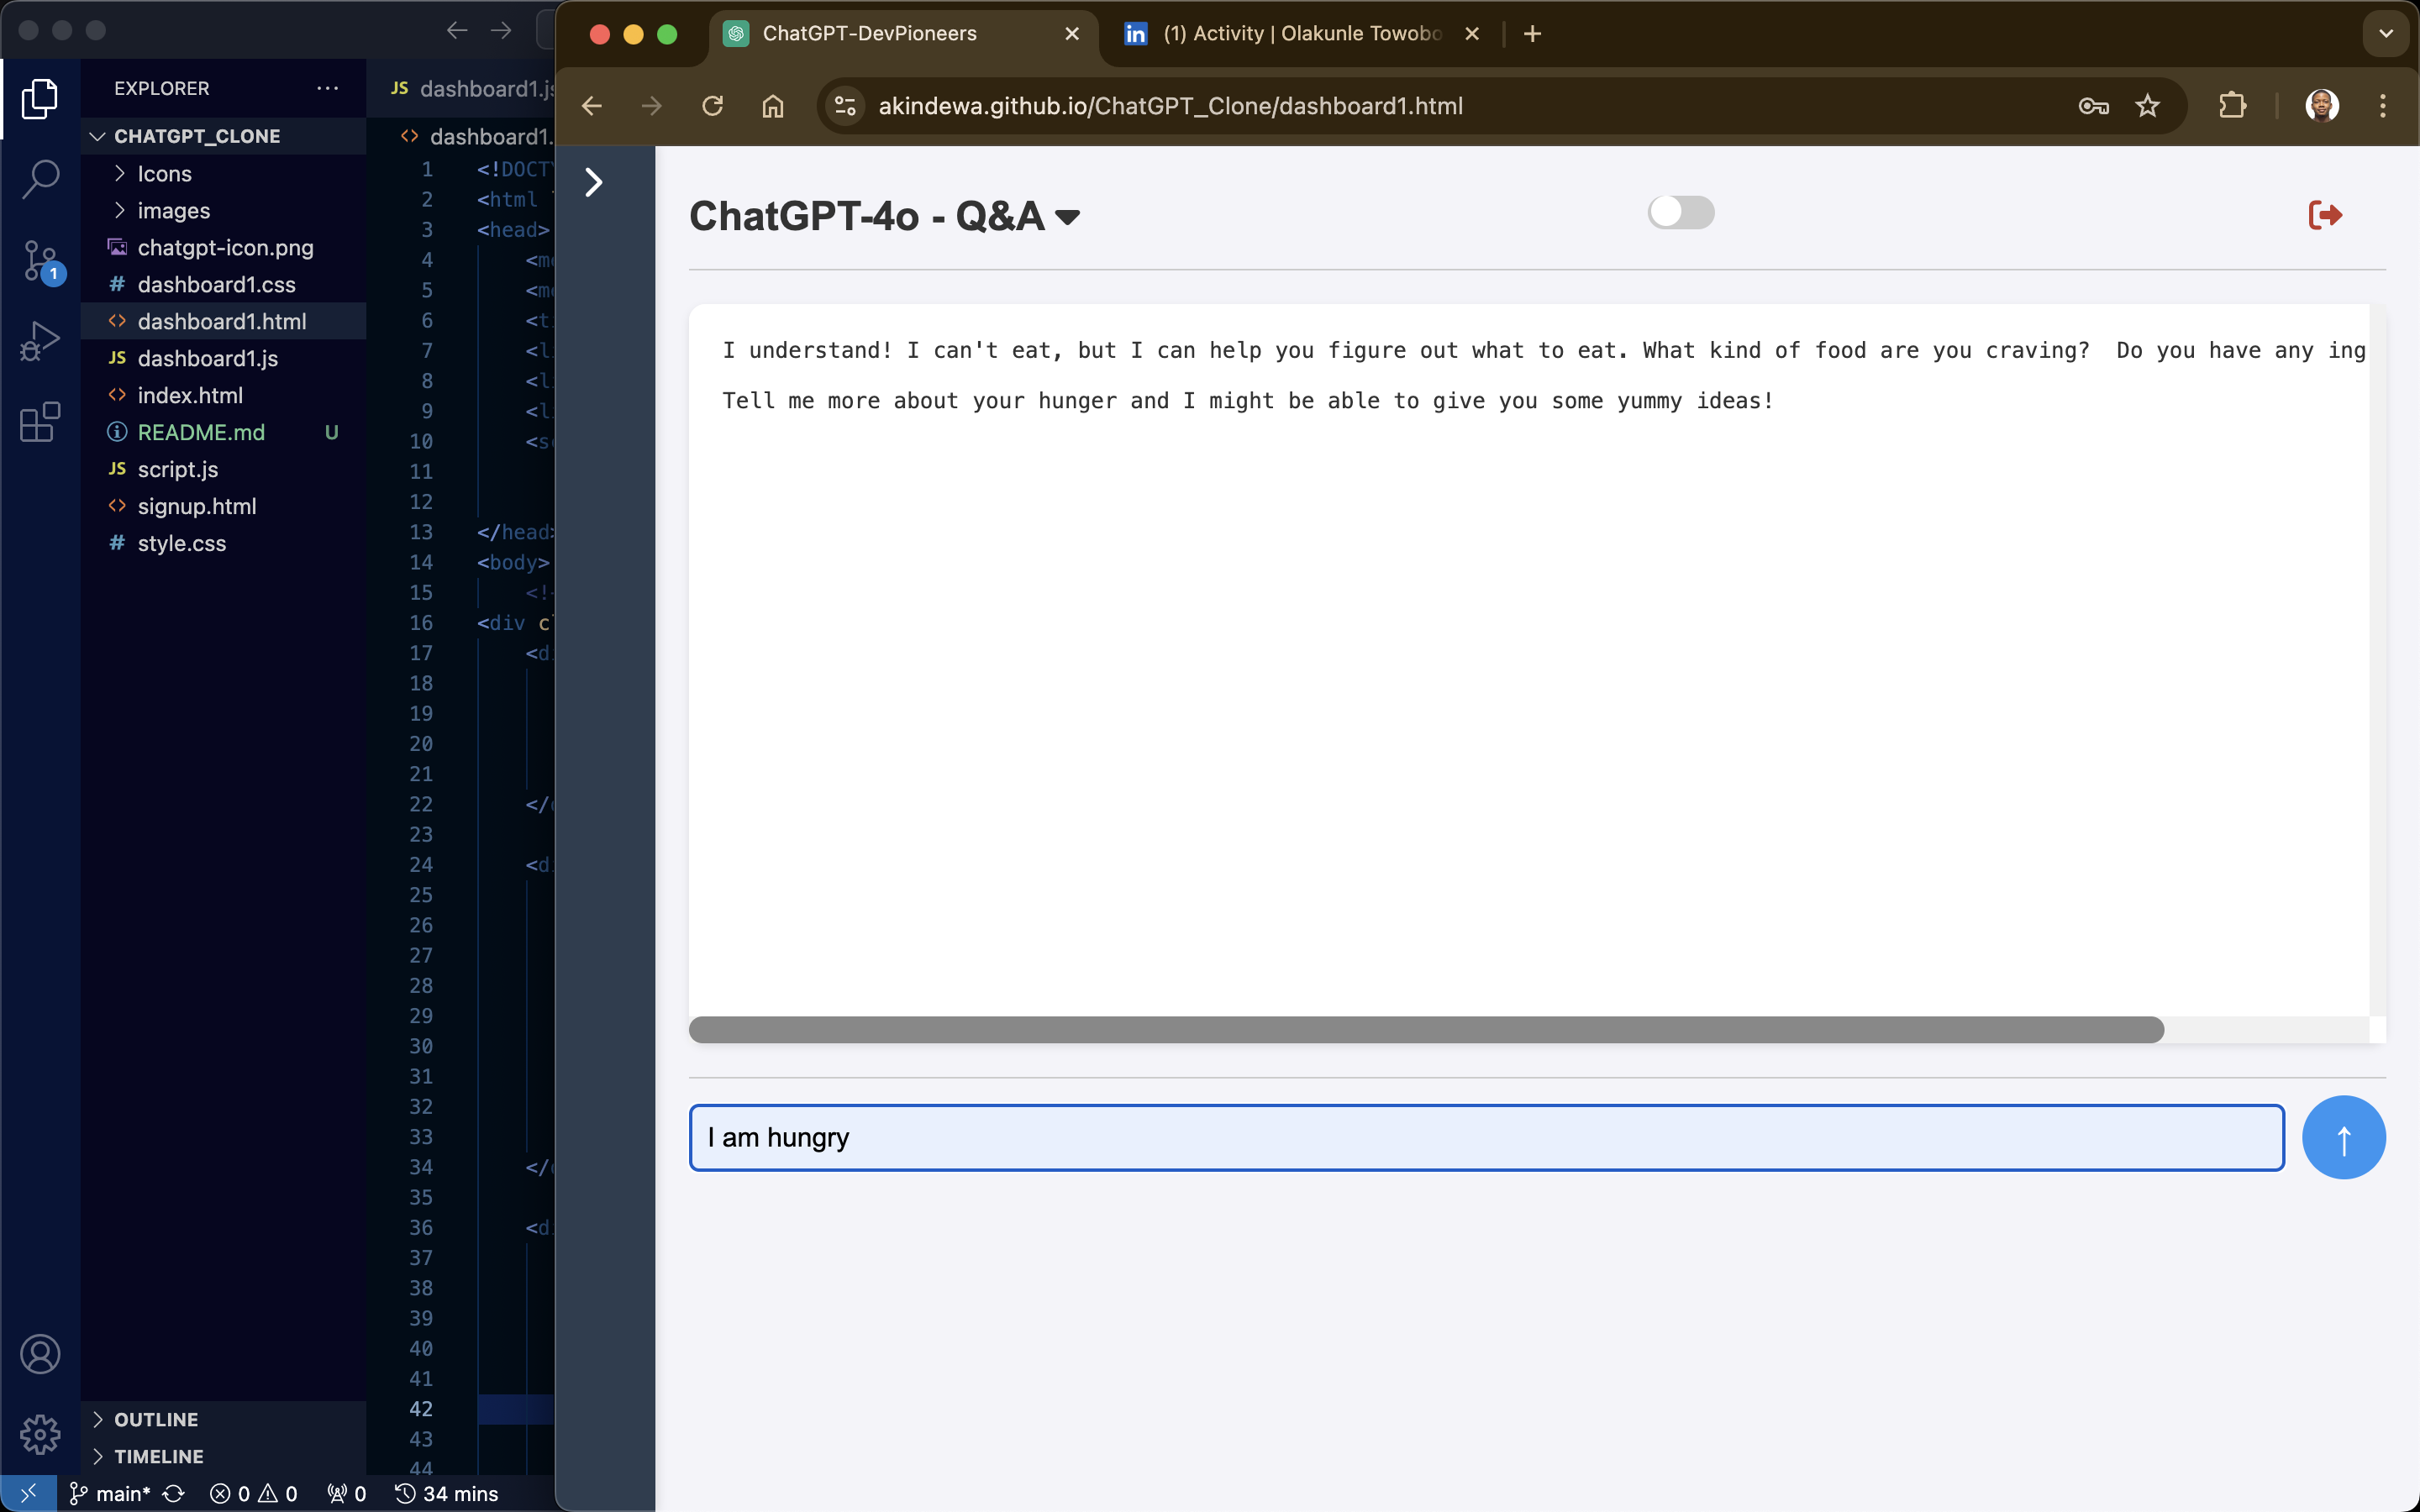 EXPLORER
CHATGPT_CLONE
Icons
images
chatgpt-icon.png
# dashboard1.css
<> dashboard1.html
JS dashboard1.js
<> index.html
README.md U
JS script.js
<> signup.html
# style.css
OUTLINE
TIMELINE
1
main* 0 0 0 34 mins
JS dashboard1.js
<> dashboard1.
1 <!DOCTY
2 <html
3 <head>
4 <me
5 <me
6 <t
7 <l
8 <l
9 <l
10 <s
11
12
13 </head>
14 <body>
15 <!-
16 <div c
17 <d
18
19
20
21
22 </
23
24 <d
25
26
27
28
29
30
31
32
33
34 </
35
36 <d
37
38
39
40
41
42
43
44
ChatGPT-DevPioneers
in (1) Activity | Olakunle Towobo
akindewa.github.io/ChatGPT_Clone/dashboard1.html
ChatGPT-4o - Q&A
I understand! I can't eat, but I can help you figure out what to eat. What kind of food are you craving?  Do you have any ing
Tell me more about your hunger and I might be able to give you some yummy ideas!
I am hungry